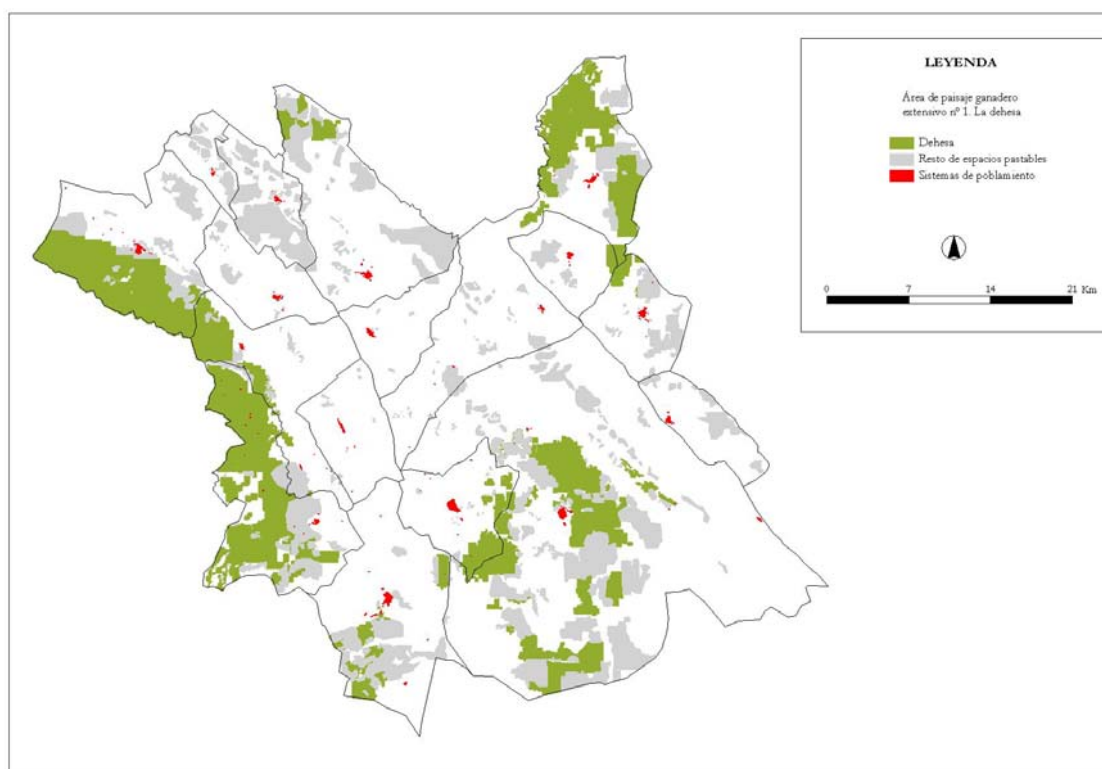 LEYENDA
Área de paisaje ganadero
extensivo nº 1. La dehesa
Dehesa
Resto de espacios pastables
Sistemas de poblamiento
0 7 14 21 Km